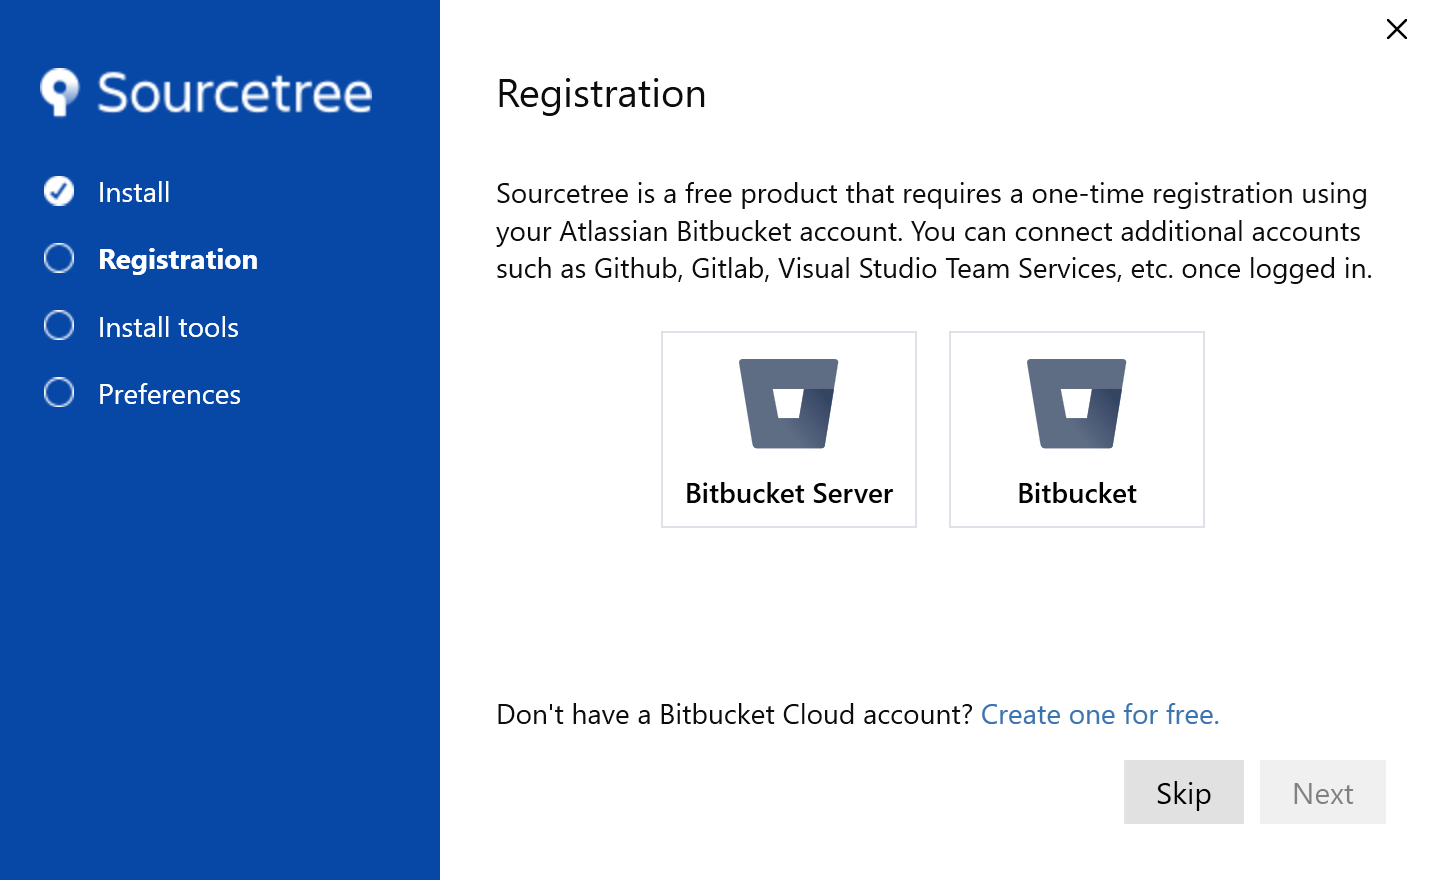 Sourcetree
Install
Registration
Install tools
Preferences
Registration
Sourcetree is a free product that requires a one-time registration using
your Atlassian Bitbucket account. You can connect additional accounts
such as Github, Gitlab, Visual Studio Team Services, etc. once logged in.
Bitbucket Server
Bitbucket
Don't have a Bitbucket Cloud account? Create one for free.
Skip
Next